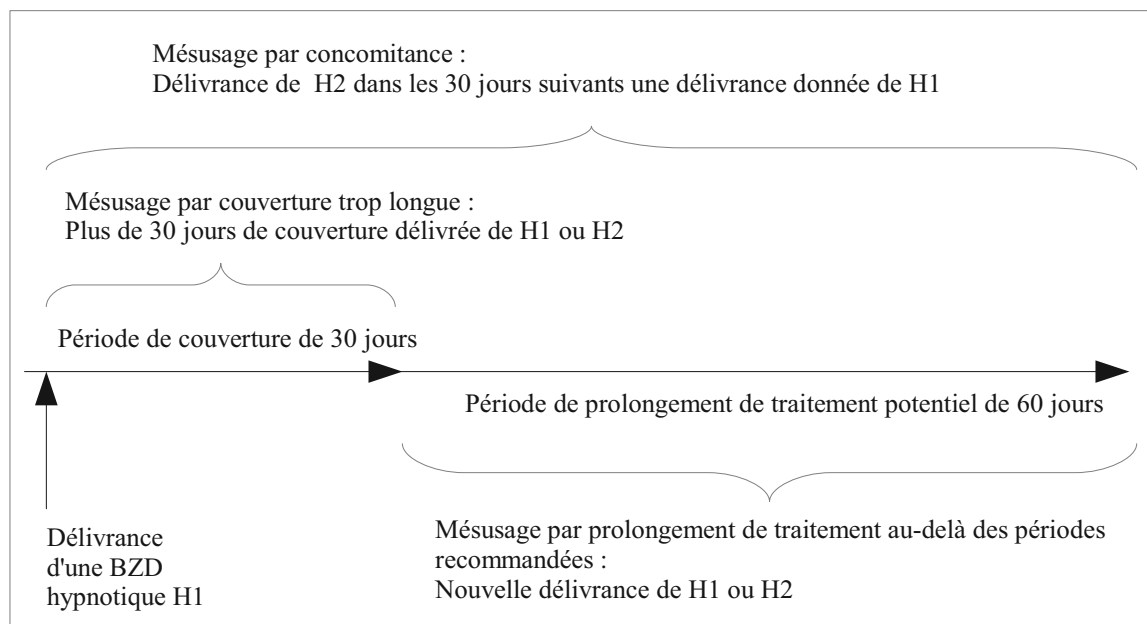 Mésusage par concomitance :
Délivrance de H2 dans les 30 jours suivants une délivrance donnée de H1
Mésusage par couverture trop longue :
Plus de 30 jours de couverture délivrée de H1 ou H2
Période de couverture de 30 jours
Période de prolongement de traitement potentiel de 60 jours
Délivrance
d'une BZD
hypnotique H1
Mésusage par prolongement de traitement au-delà des périodes
recommandées :
Nouvelle délivrance de H1 ou H2